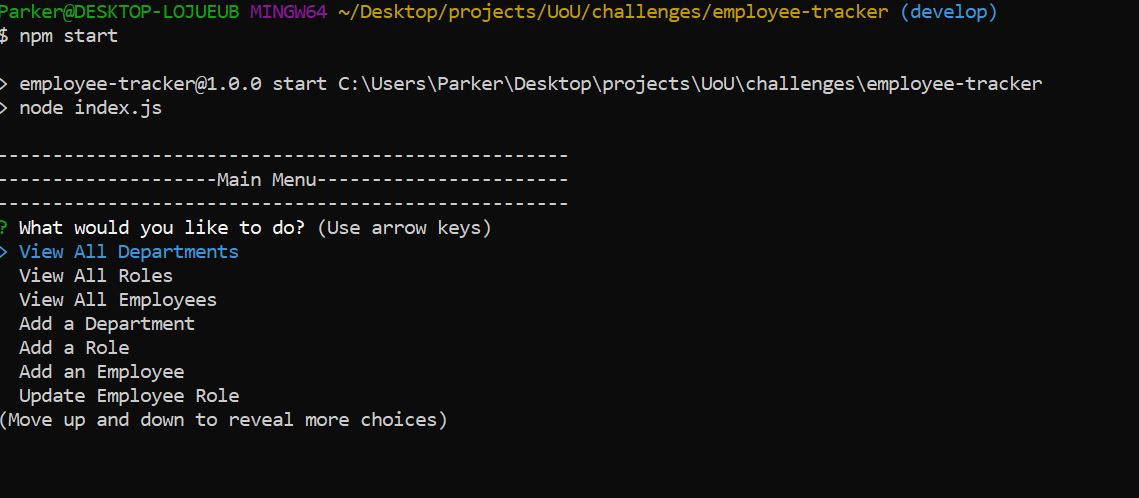 Parker@DESKTOP-LOJUEUB MINGW64 ~/Desktop/projects/UoU/challenges/employee-tracker (develop)
$ npm start
> employee-tracker@1.0.0 start C:\Users\Parker\Desktop\projects\UoU\challenges\employee-tracker
> node index.js
----------------------------------------------------
--------------------Main Menu-----------------------
----------------------------------------------------
? What would you like to do? (Use arrow keys)
> View All Departments
View All Roles
View All Employees
Add a Department
Add a Role
Add an Employee
Update Employee Role
(Move up and down to reveal more choices)